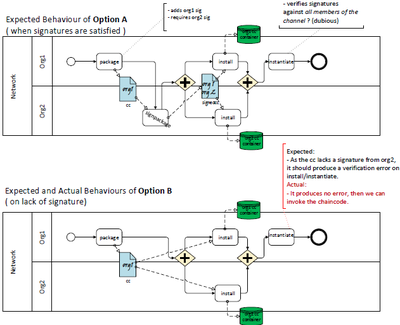 Expected Behaviour of Option A
( when signatures are satisfied )
- adds org1 sig
- requires org2 sig
- verifies signatures
against all members of the
channel ? (dubious)
Network
Org1
Org2
package
org1
cc
signpackage
org1
org2
signedcc
install
install
container
container
instantiate
Expected:
- As the cc lacks a signature from org2,
it should produce a verification error on
install/instantiate.
Actual:
- It produces no error, then we can
invoke the chaincode.
Expected and Actual Behaviours of Option B
( on lack of signature)
Network
Org1
Org2
package
org1
cc
install
install
container
container
instantiate